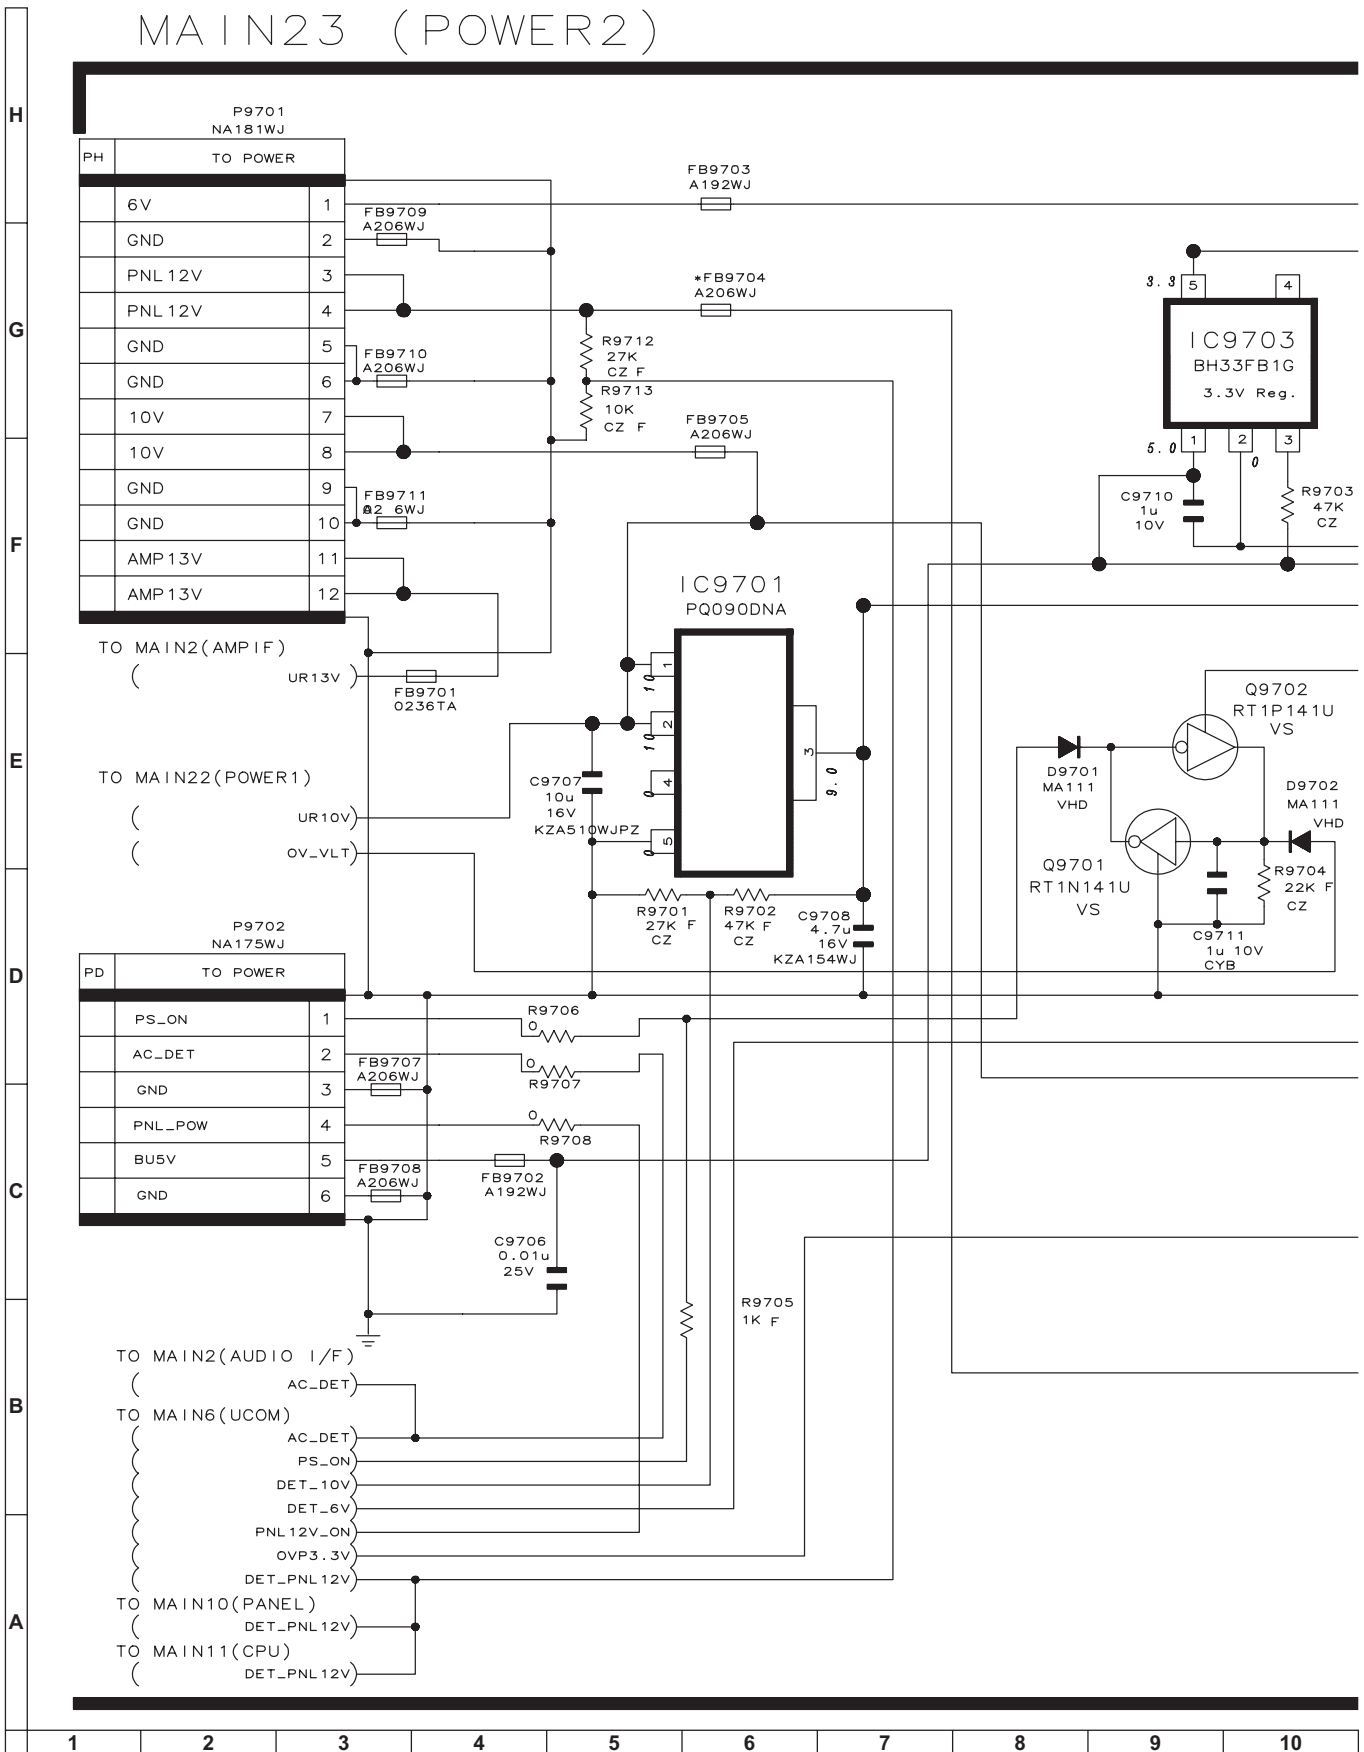 MAIN23 (POWER2)
H
P9701
NA181WJ
PH TO POWER
6V 1
GND 2
PNL12V 3
PNL12V 4
GND 5
GND 6
10V 7
10V 8
GND 9
GND 10
AMP13V 11
AMP13V 12
FB9709
A206WJ
FB9710
A206WJ
FB9711
A2 6WJ
FB9703
A192WJ
*FB9704
A206WJ
R9712
27K
CZ F
R9713
10K
CZ F
FB9705
A206WJ
G
3.3 5 4
IC9703
BH33FB1G
3.3V Reg.
5.0 1 2 0 3
C9710
1u
10V
R9703
47K
CZ
F
IC9701
PQ090DNA
1 10
2 10
4 0
5 0
3 9.0
TO MAIN2(AMPIF)
( UR13V )
FB9701
0236TA
E
TO MAIN22(POWER1)
( UR10V)
( OV_VLT)
C9707
10u
16V
KZA510WJPZ
Q9702
RT1P141U
VS
D9701
MA111
VHD
D9702
MA111
VHD
Q9701
RT1N141U
VS
R9704
22K F
CZ
C9711
1u 10V
CYB
R9701
27K F
CZ
R9702
47K F
CZ
C9708
4.7u
16V
KZA154WJ
D
P9702
NA175WJ
PD TO POWER
PS_ON 1
AC_DET 2
GND 3
PNL_POW 4
BU5V 5
GND 6
R9706
0
0
R9707
0
R9708
FB9707
A206WJ
FB9708
A206WJ
FB9702
A192WJ
C
C9706
0.01u
25V
R9705
1K F
B
TO MAIN2(AUDIO I/F)
( AC_DET)
TO MAIN6(UCOM)
( AC_DET)
( PS_ON)
( DET_10V)
( DET_6V)
( PNL12V_ON)
( OVP3.3V)
( DET_PNL12V)
A
TO MAIN10(PANEL)
( DET_PNL12V)
TO MAIN11(CPU)
( DET_PNL12V)
1 2 3 4 5 6 7 8 9 10